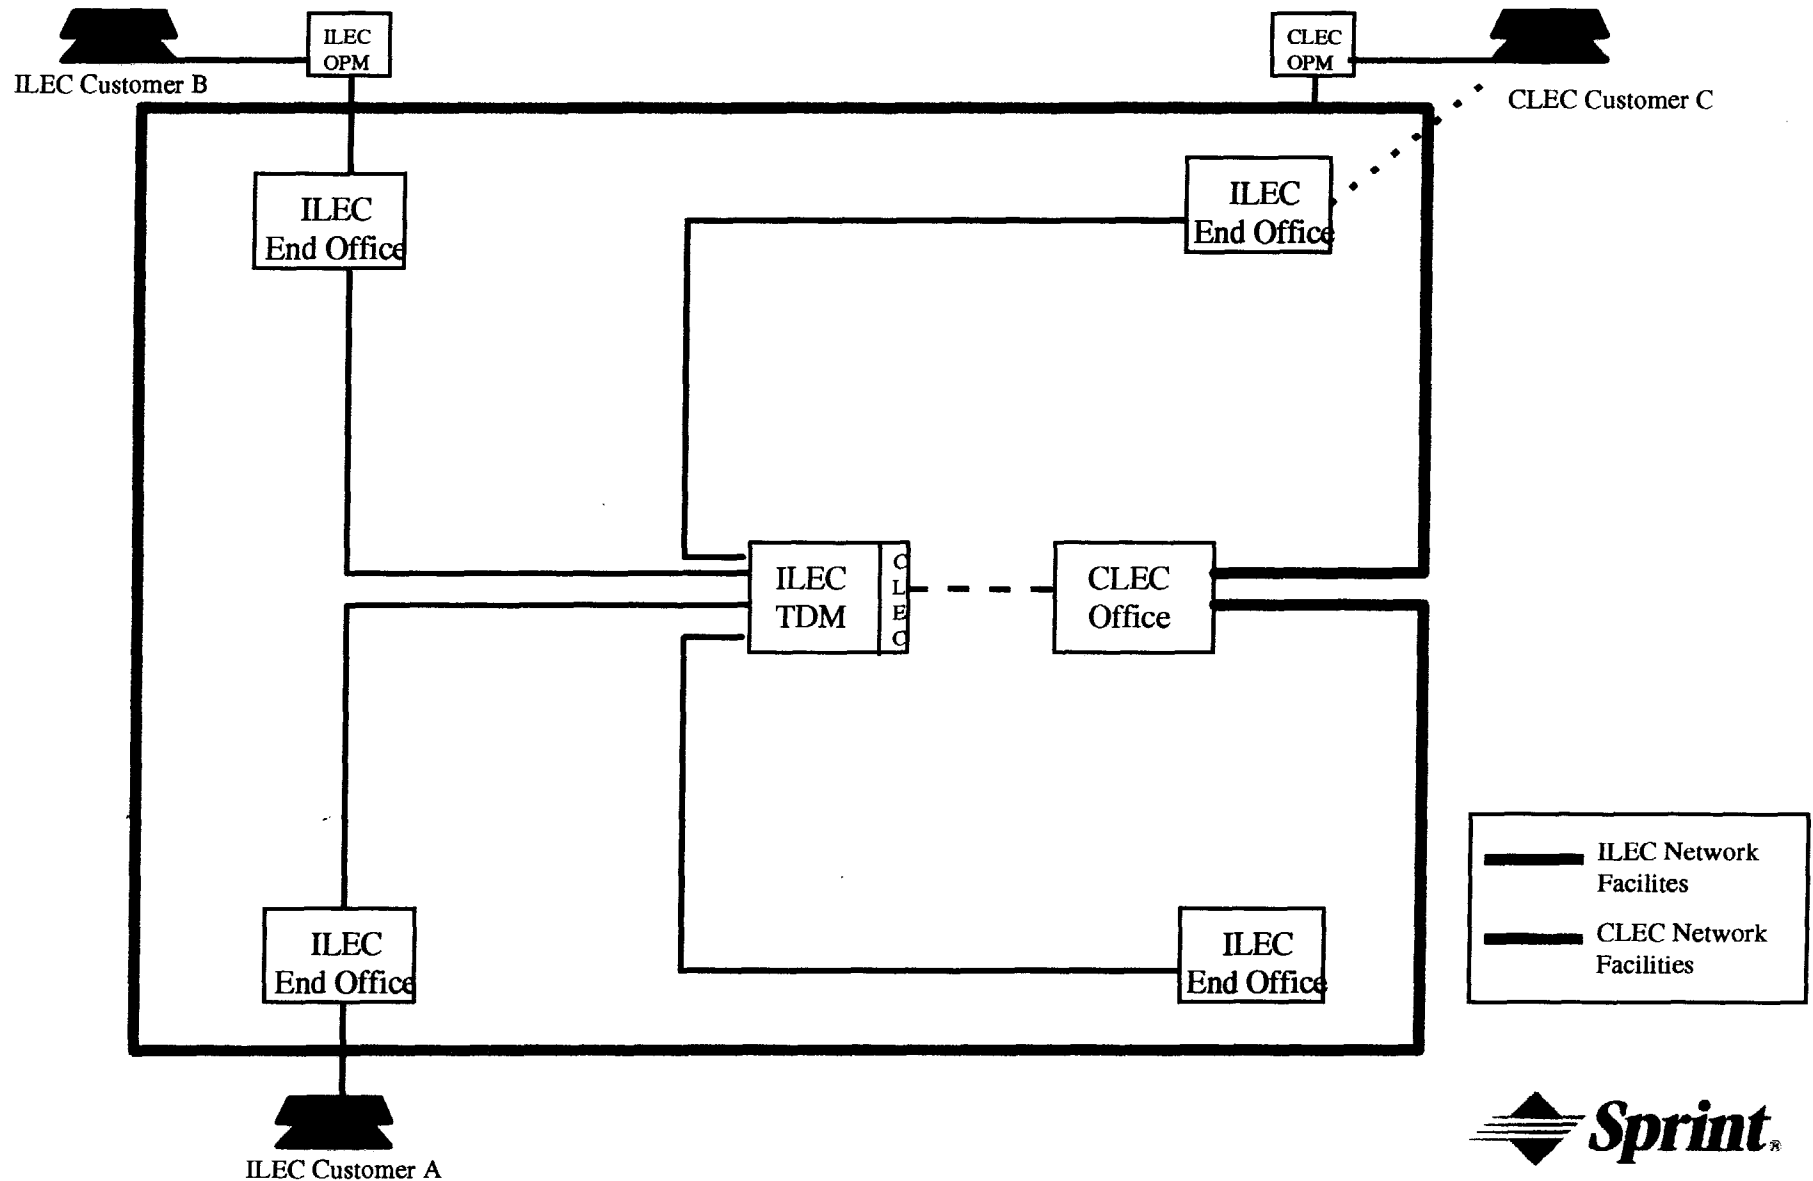 ILEC
OPM
ILEC Customer B
CLEC
OPM
CLEC Customer C
ILEC
End Office
ILEC
End Office
ILEC
TDM
C
L
E
C
CLEC
Office
ILEC Network
Facilites
CLEC Network
Facilities
ILEC
End Office
ILEC
End Office
ILEC Customer A
Sprint®